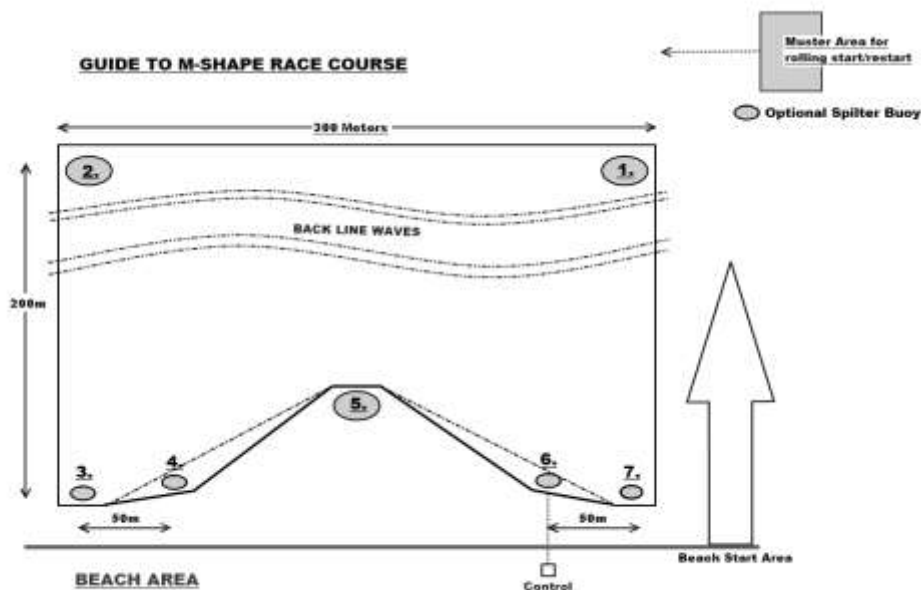 Muster Area for
rolling start/restart
GUIDE TO M-SHAPE RACE COURSE
Optional Spilter Buoy
300 Meters
2.
1.
BACK LINE WAVES
200m
5.
3.
4.
6.
7.
50m
50m
Beack Start Area
BEACH AREA
Control